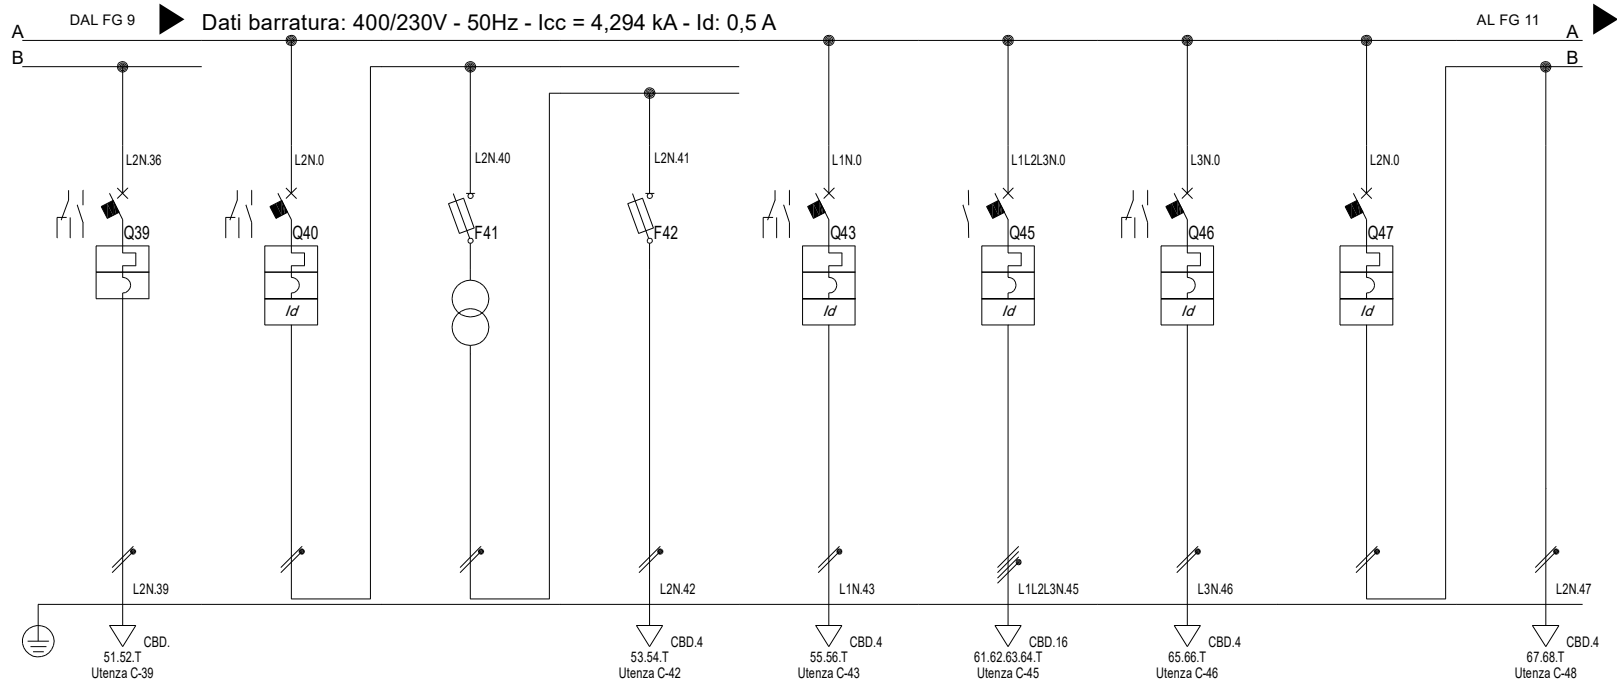 DAL FG 9
Dati barratura: 400/230V - 50Hz - Icc = 4,294 kA - Id: 0,5 A
AL FG 11
A
A
B
B
L2N.36
L2N.0
L2N.40
L2N.41
L1N.0
L1L2L3N.0
L3N.0
L2N.0
Q39
Q40
F41
F42
Q43
Q45
Q46
Q47
Id
Id
Id
Id
Id
L2N.39
L2N.42
L1N.43
L1L2L3N.45
L3N.46
L2N.47
CBD.
CBD.4
CBD.4
CBD.16
CBD.4
CBD.4
51.52.T
53.54.T
55.56.T
61.62.63.64.T
65.66.T
67.68.T
Utenza C-39
Utenza C-42
Utenza C-43
Utenza C-45
Utenza C-46
Utenza C-48